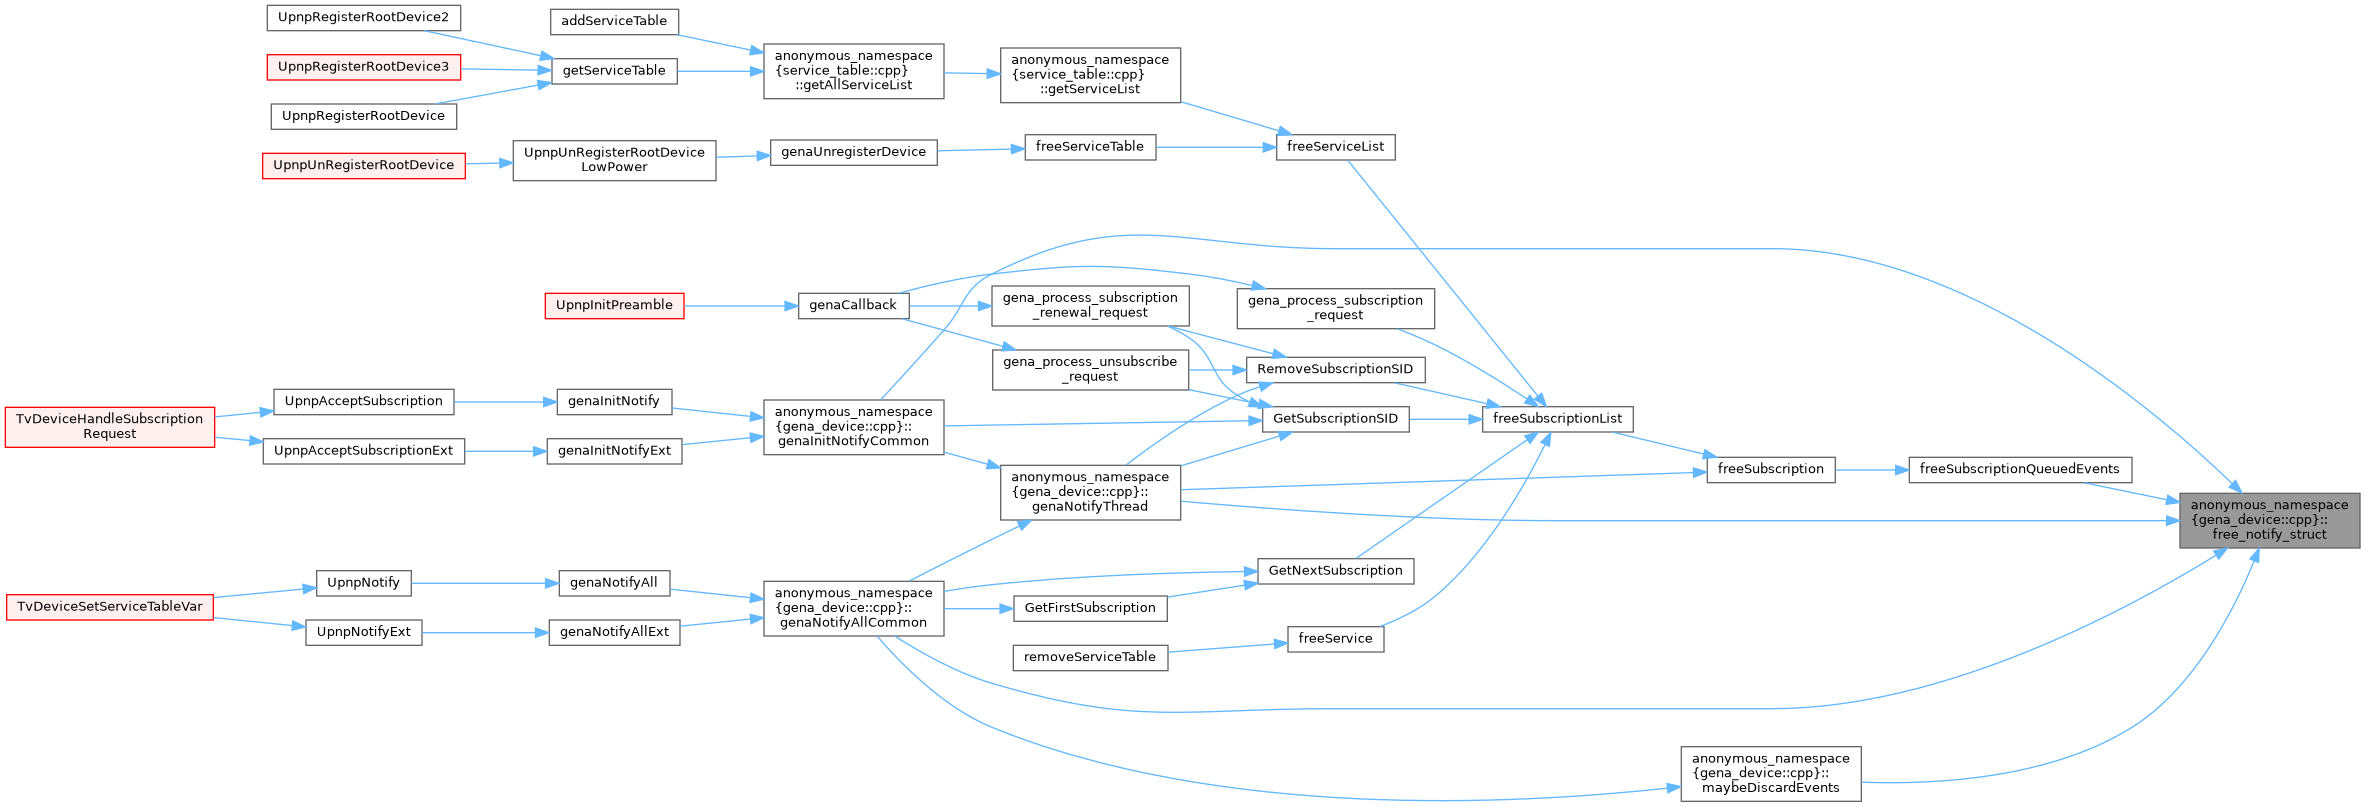 UpnpRegisterRootDevice2
addServiceTable
UpnpRegisterRootDevice3
getServiceTable
anonymous_namespace
{service_table::cpp}
::getAllServiceList
anonymous_namespace
{service_table::cpp}
::getServiceList
UpnpRegisterRootDevice
UpnpUnRegisterRootDevice
UpnpUnRegisterRootDevice
LowPower
genaUnregisterDevice
freeServiceTable
freeServiceList
UpnpInitPreamble
genaCallback
gena_process_subscription
_renewal_request
gena_process_subscription
_request
gena_process_unsubscribe
_request
RemoveSubscriptionSID
TvDeviceHandleSubscription
Request
UpnpAcceptSubscription
genaInitNotify
anonymous_namespace
{gena_device::cpp}::
genaInitNotifyCommon
GetSubscriptionSID
freeSubscriptionList
UpnpAcceptSubscriptionExt
genaInitNotifyExt
anonymous_namespace
{gena_device::cpp}::
genaNotifyThread
freeSubscription
freeSubscriptionQueuedEvents
anonymous_namespace
{gena_device::cpp}::
free_notify_struct
TvDeviceSetServiceTableVar
UpnpNotify
genaNotifyAll
anonymous_namespace
{gena_device::cpp}::
genaNotifyAllCommon
GetNextSubscription
GetFirstSubscription
UpnpNotifyExt
genaNotifyAllExt
freeService
removeServiceTable
anonymous_namespace
{gena_device::cpp}::
maybeDiscardEvents